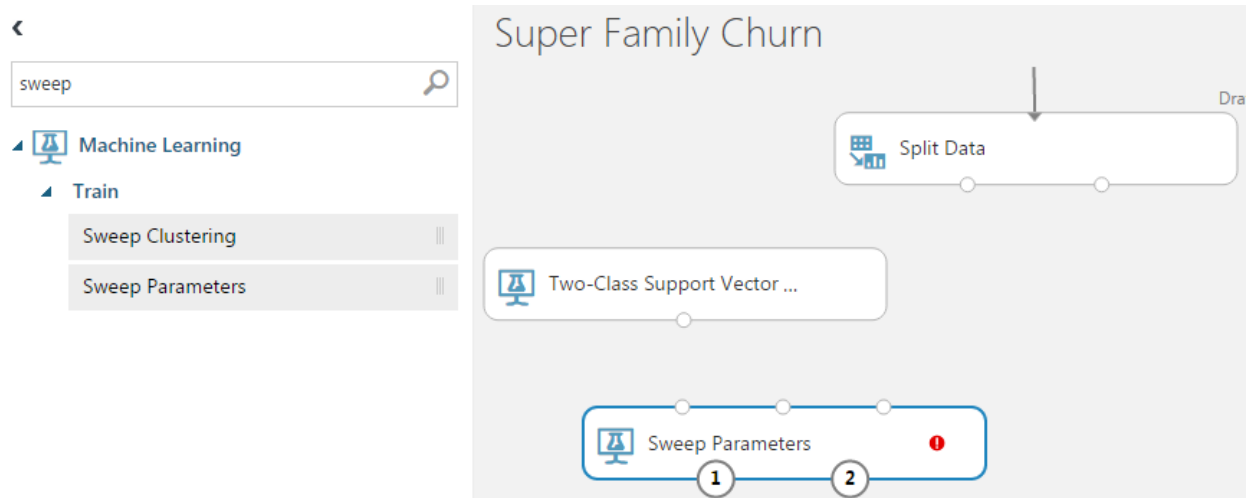 sweep
Machine Learning
Train
Sweep Clustering
Sweep Parameters
Super Family Churn
Dra
Split Data
Two-Class Support Vector ...
Sweep Parameters
1
2